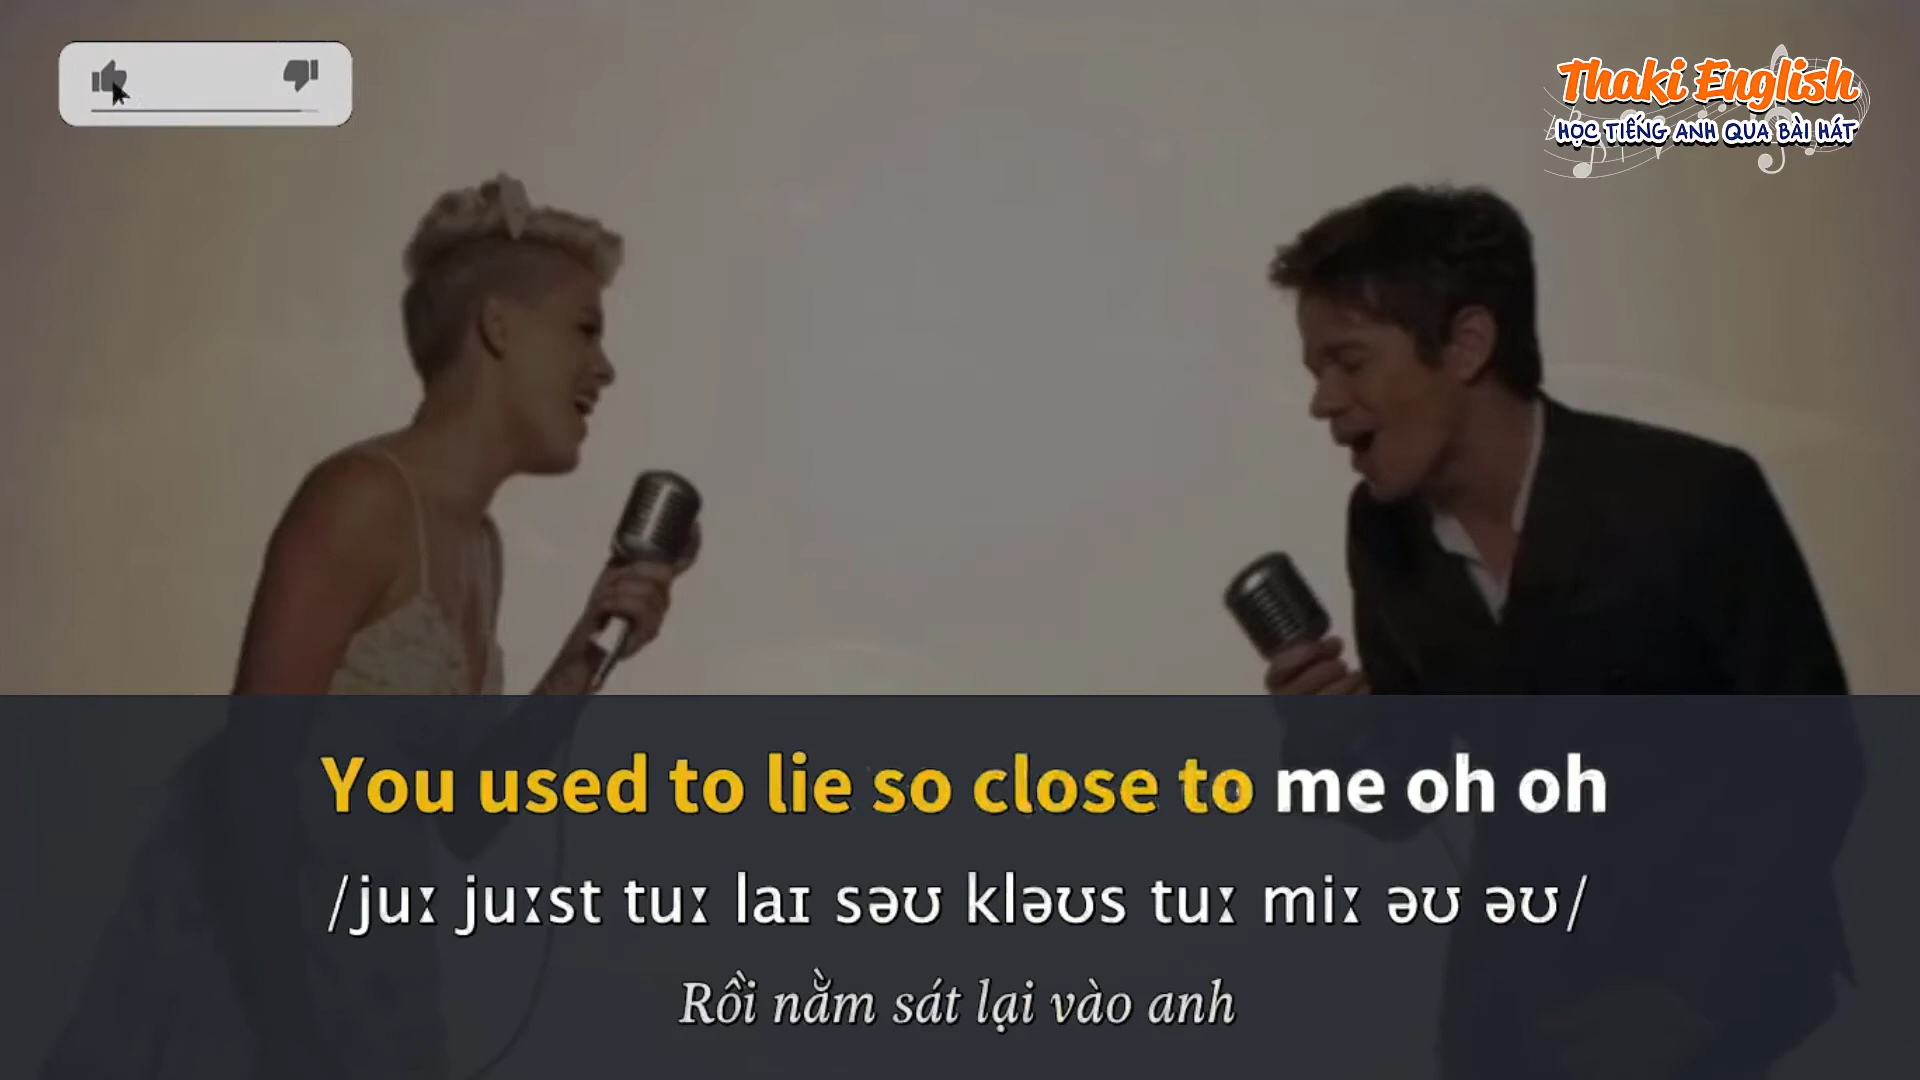 Thaki English
HỌC TIẾNG ANH QUA BÀI HÁT
You used to lie so close to me oh oh
/juː juːst tuː laɪ səʊ kləʊs tuː miː əʊ əʊ/
Rồi nằm sát lại vào anh